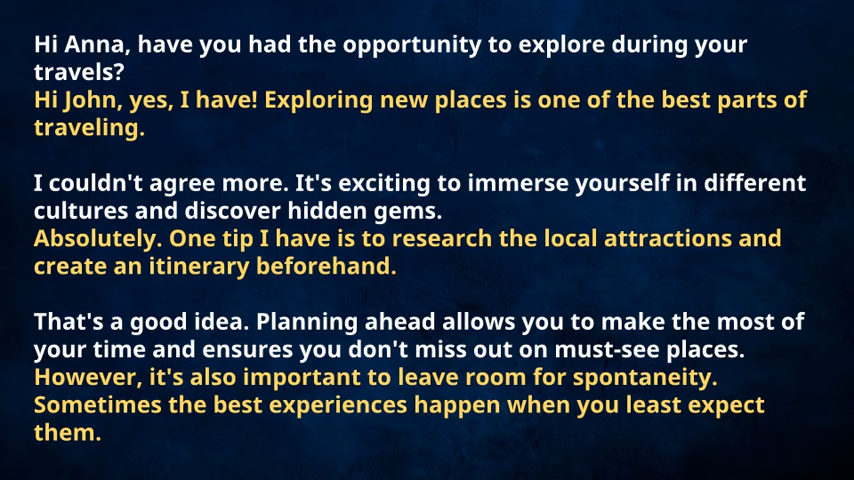 Hi Anna, have you had the opportunity to explore during your
travels?
Hi John, yes, I have! Exploring new places is one of the best parts of
traveling.
I couldn't agree more. It's exciting to immerse yourself in different
cultures and discover hidden gems.
Absolutely. One tip I have is to research the local attractions and
create an itinerary beforehand.
That's a good idea. Planning ahead allows you to make the most of
your time and ensures you don't miss out on must-see places.
However, it's also important to leave room for spontaneity.
Sometimes the best experiences happen when you least expect
them.